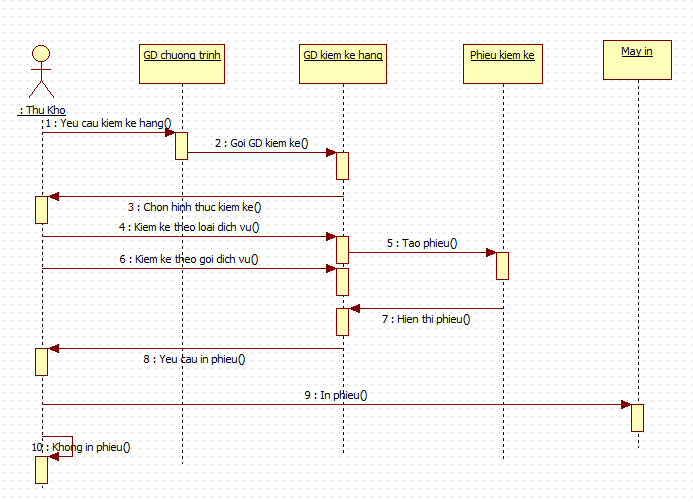 GD chuong trinh
GD kiem ke hang
Phieu kiem ke
May in
: Thu Kho
1 : Yeu cau kiem ke hang()
2 : Goi GD kiem ke()
3 : Chon hinh thuc kiem ke()
4 : Kiem ke theo loai dich vu()
5 : Tao phieu()
6 : Kiem ke theo goi dich vu()
7 : Hien thi phieu()
8 : Yeu cau in phieu()
9 : In phieu()
10 : Khong in phieu()